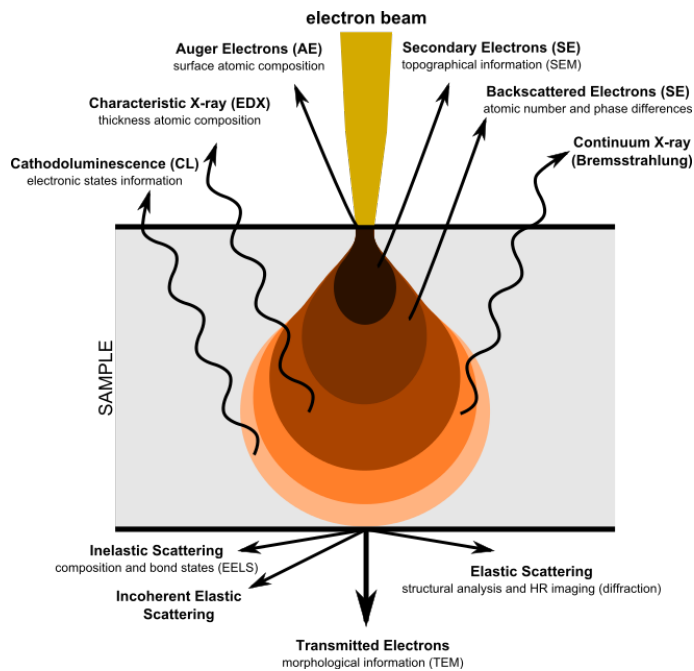 electron beam
Auger Electrons (AE)
surface atomic composition
Secondary Electrons (SE)
topographical information (SEM)
Characteristic X-ray (EDX)
thickness atomic composition
Backscattered Electrons (SE)
atomic number and phase differences
Cathodoluminescence (CL)
electronic states information
Continuum X-ray
(Bremsstrahlung)
SAMPLE
Inelastic Scattering
composition and bond states (EELS)
Incoherent Elastic
Scattering
Elastic Scattering
structural analysis and HR imaging (diffraction)
Transmitted Electrons
morphological information (TEM)